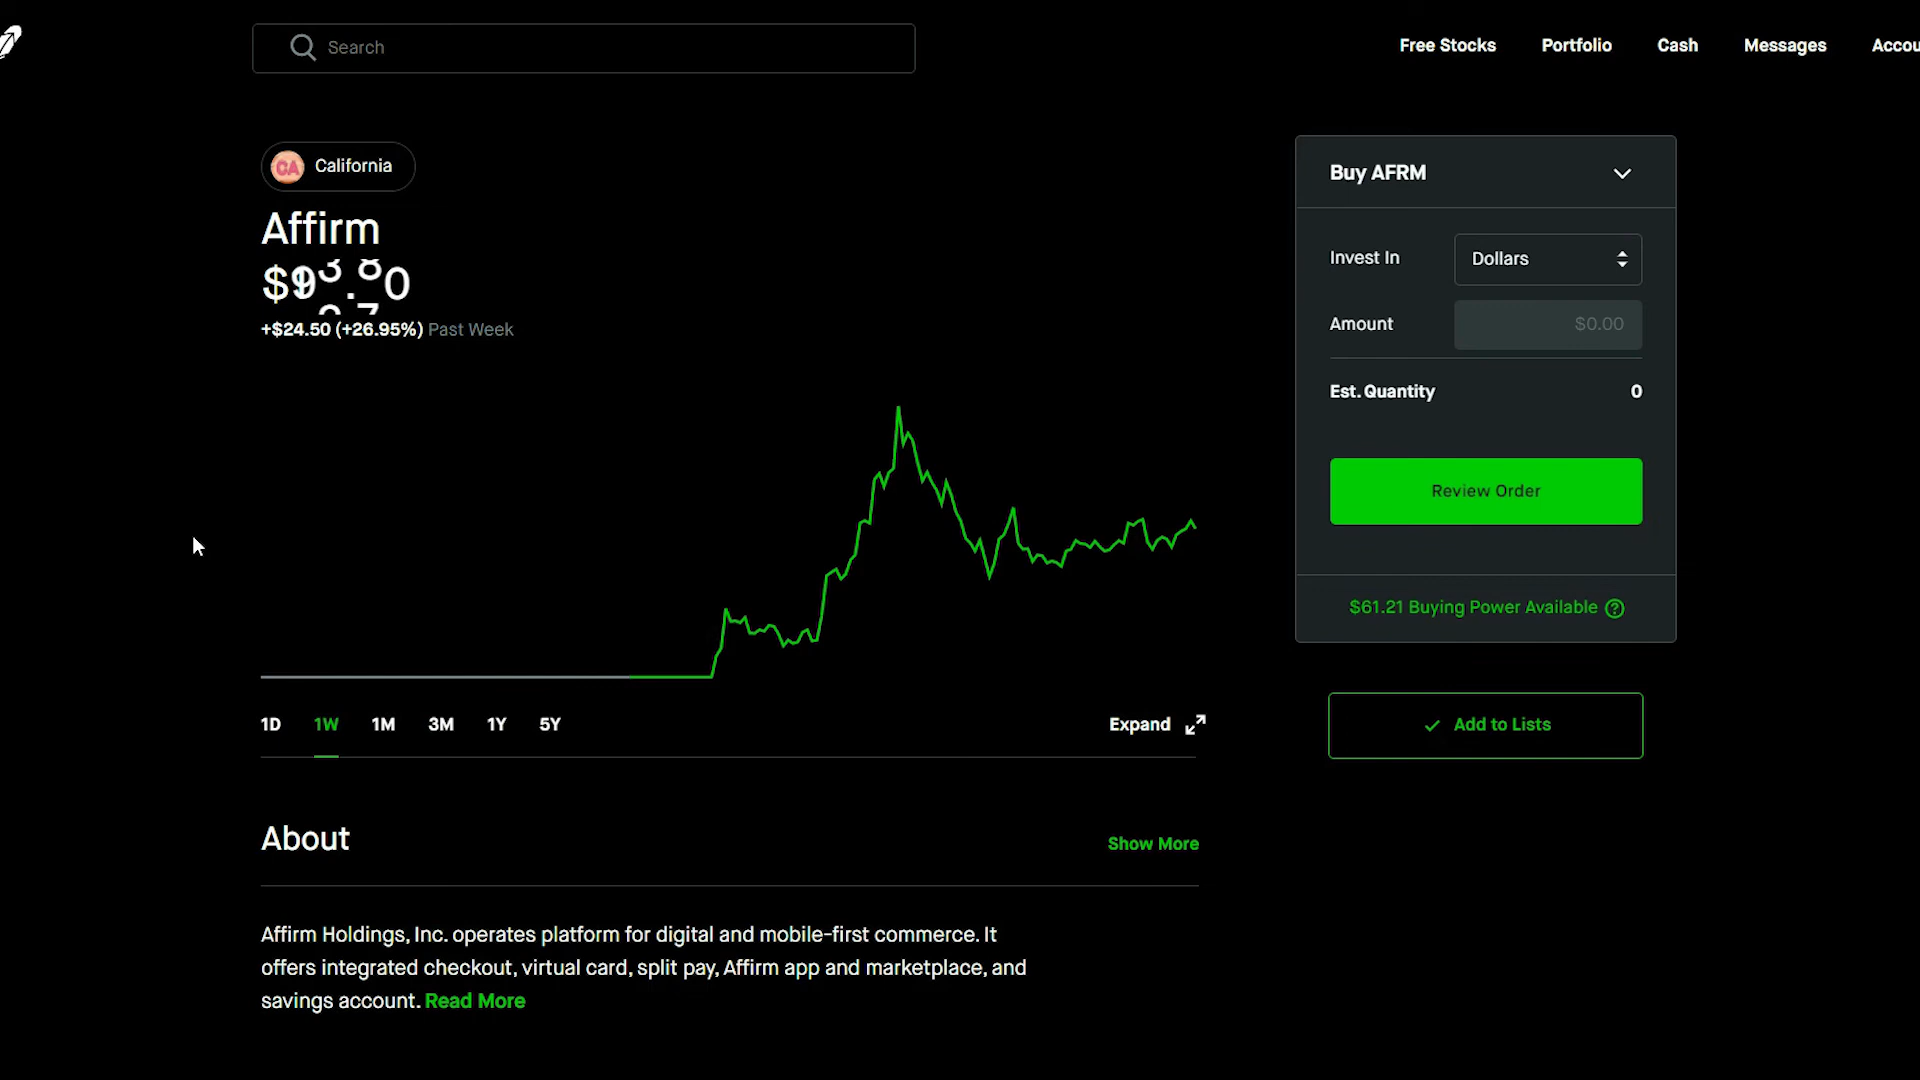 Search
Free Stocks Portfolio Cash Messages Accou
CA California
Affirm
+$24.50 (+26.95%) Past Week
1D 1W 1M 3M 1Y 5Y
Expand
About
Show More
Affirm Holdings, Inc. operates platform for digital and mobile-first commerce. It
offers integrated checkout, virtual card, split pay, Affirm app and marketplace, and
savings account. Read More
Buy AFRM
Invest In Dollars
Amount $0.00
Est. Quantity 0
Review Order
$61.21 Buying Power Available ?
Add to Lists